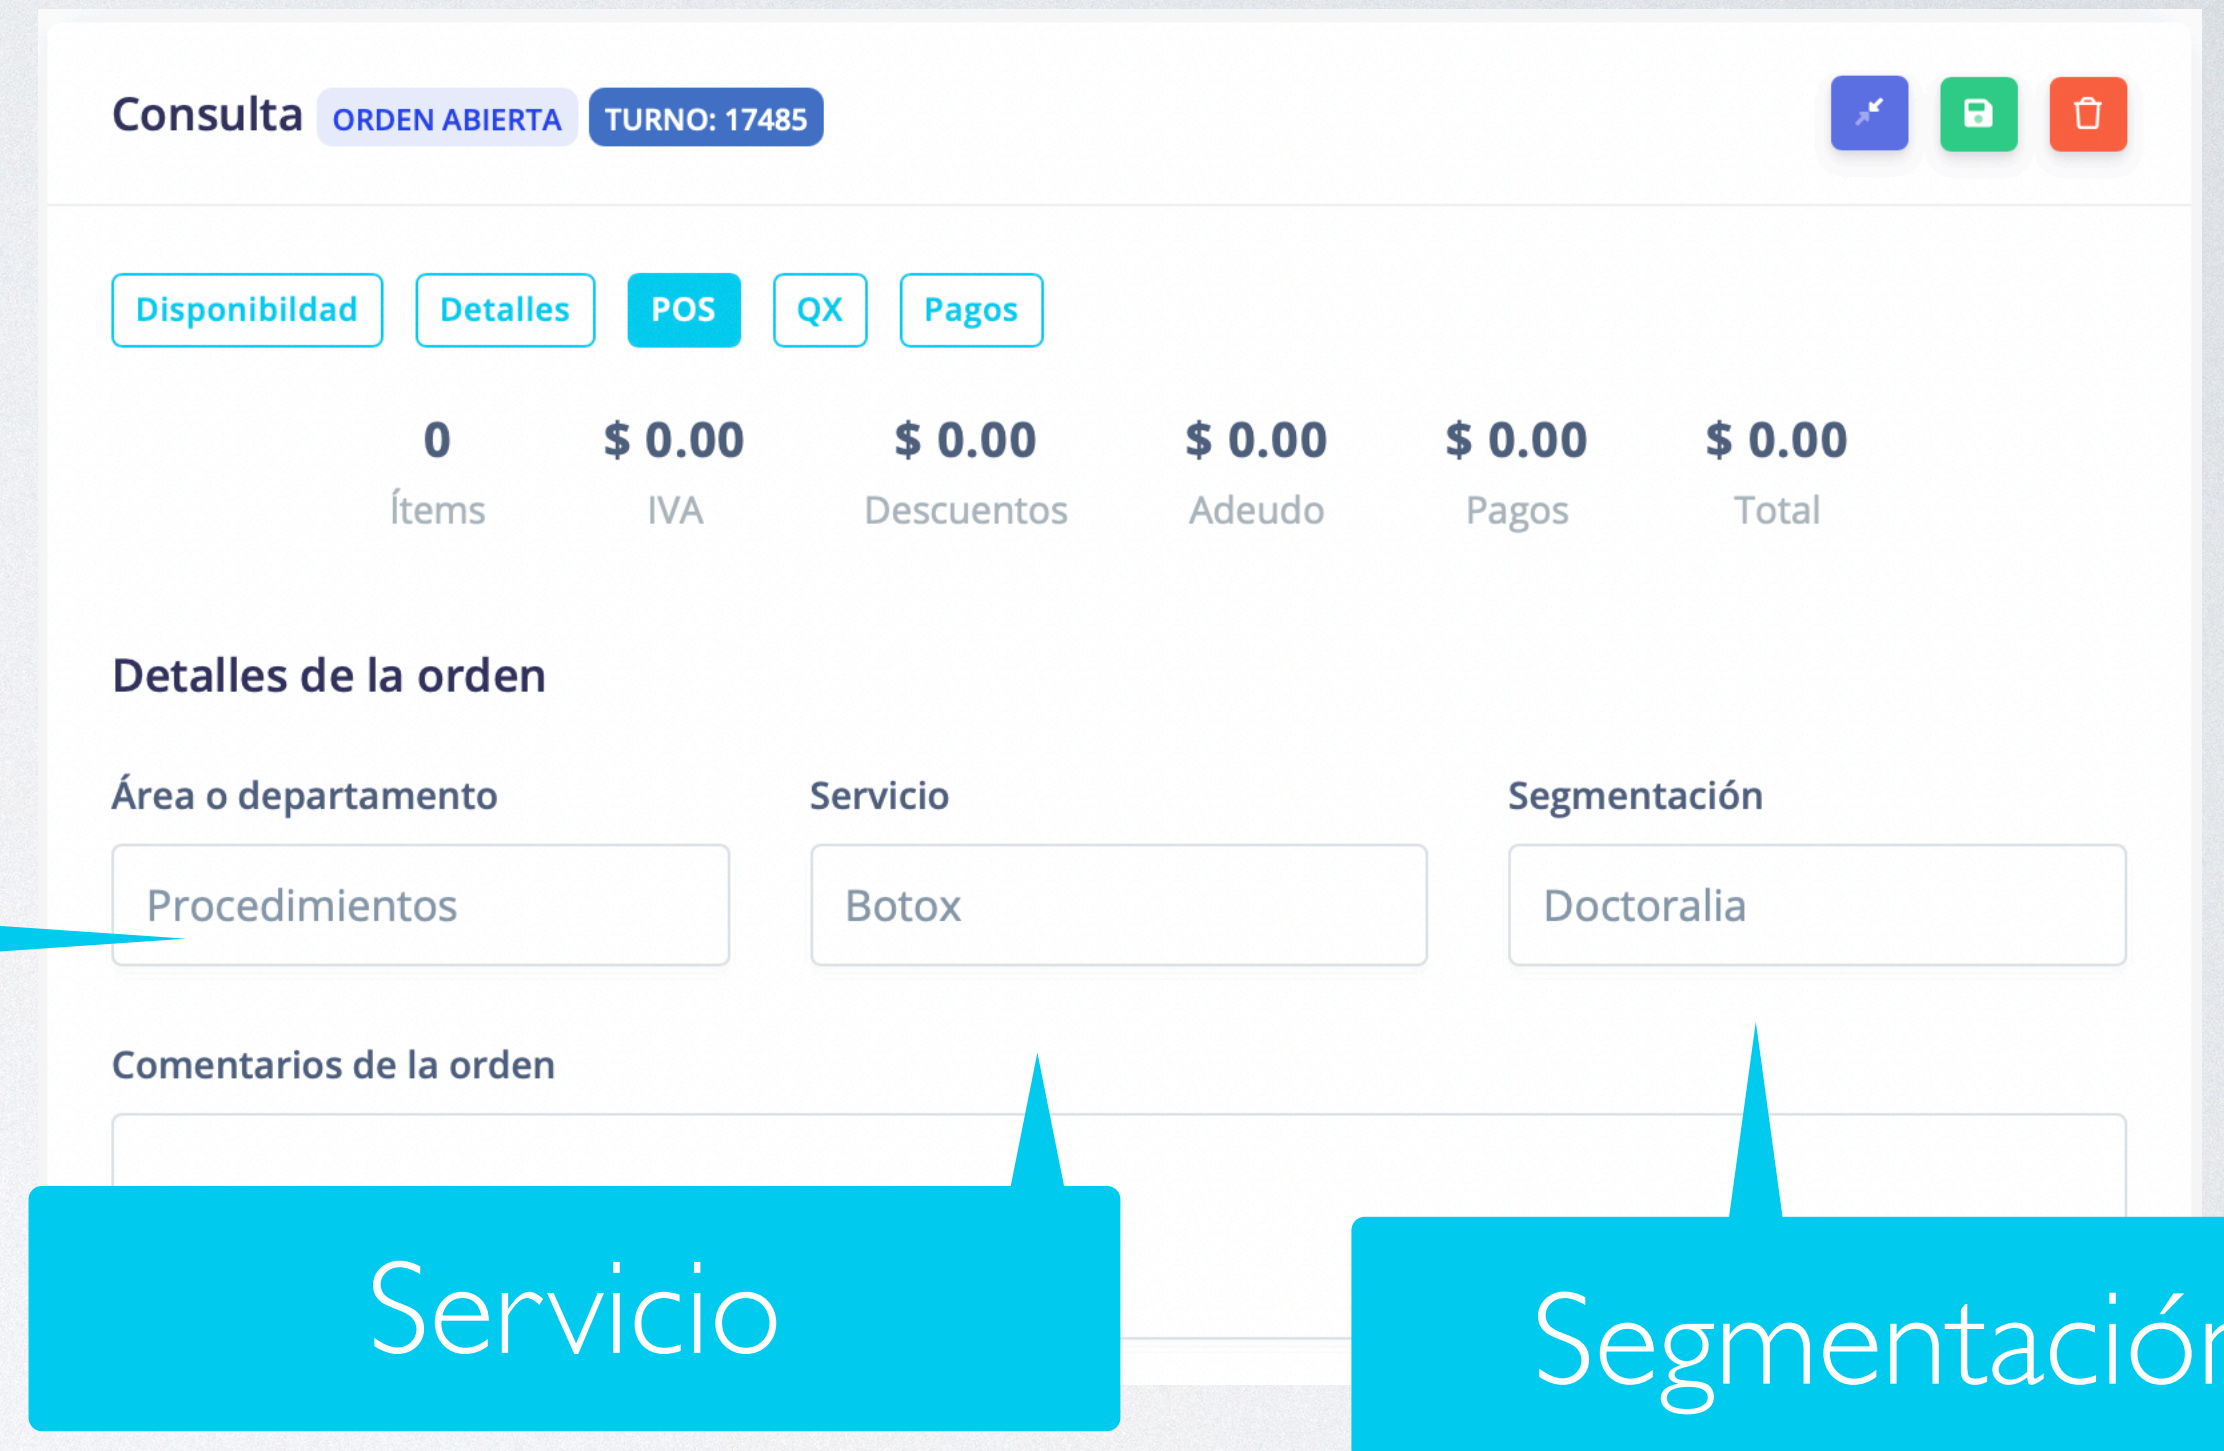 Consulta ORDEN ABIERTA TURNO: 17485
Disponibildad Detalles POS QX Pagos
0 $ 0.00 $ 0.00 $ 0.00 $ 0.00 $ 0.00
Ítems IVA Descuentos Adeudo Pagos Total
Detalles de la orden
Área o departamento Servicio Segmentación
Procedimientos Botox Doctoralia
Comentarios de la orden
Servicio
Segmentación